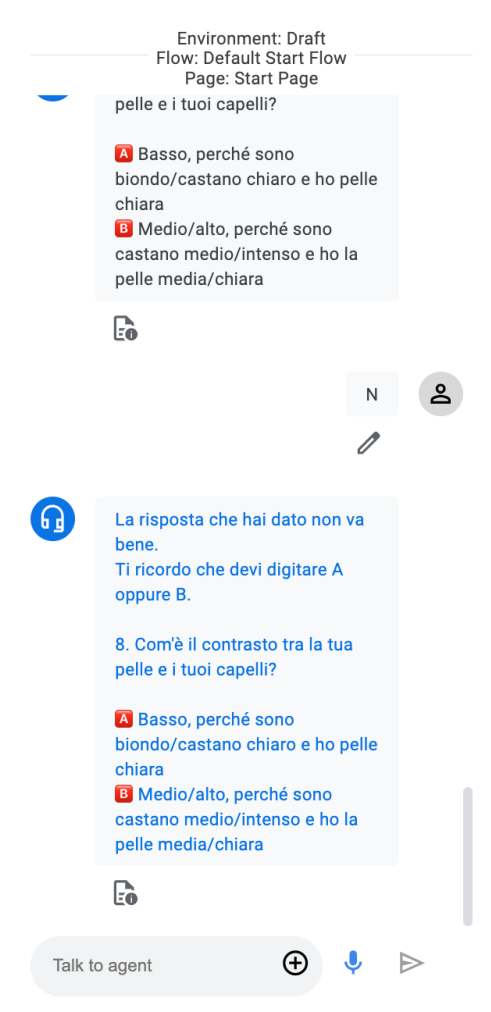 Environment: Draft
Flow: Default Start Flow
Page: Start Page
pelle e i tuoi capelli?
🅰 Basso, perché sono
biondo/castano chiaro e ho pelle
chiara
🅱 Medio/alto, perché sono
castano medio/intenso e ho la
pelle media/chiara
N
La risposta che hai dato non va
bene.
Ti ricordo che devi digitare A
oppure B.
8. Com'è il contrasto tra la tua
pelle e i tuoi capelli?
🅰 Basso, perché sono
biondo/castano chiaro e ho pelle
chiara
🅱 Medio/alto, perché sono
castano medio/intenso e ho la
pelle media/chiara
Talk to agent